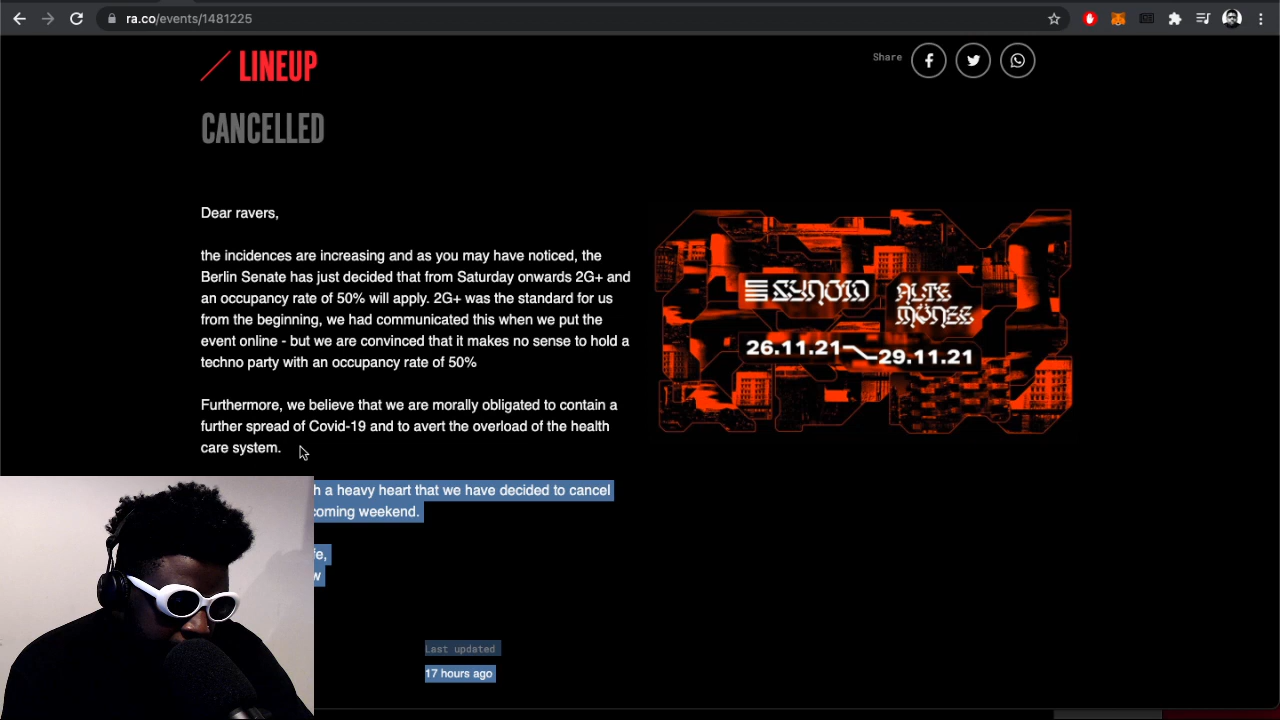 ra.co/events/1481225
LINEUP
Share
CANCELLED
Dear ravers,
the incidences are increasing and as you may have noticed, the
Berlin Senate has just decided that from Saturday onwards 2G+ and
an occupancy rate of 50% will apply. 2G+ was the standard for us
from the beginning, we had communicated this when we put the
event online - but we are convinced that it makes no sense to hold a
techno party with an occupancy rate of 50%
SYNOID
ALTE
MÜNZE
26.11.21
29.11.21
Furthermore, we believe that we are morally obligated to contain a
further spread of Covid-19 and to avert the overload of the health
care system.
h a heavy heart that we have decided to cancel
coming weekend.
fe,
w
Last updated
17 hours ago